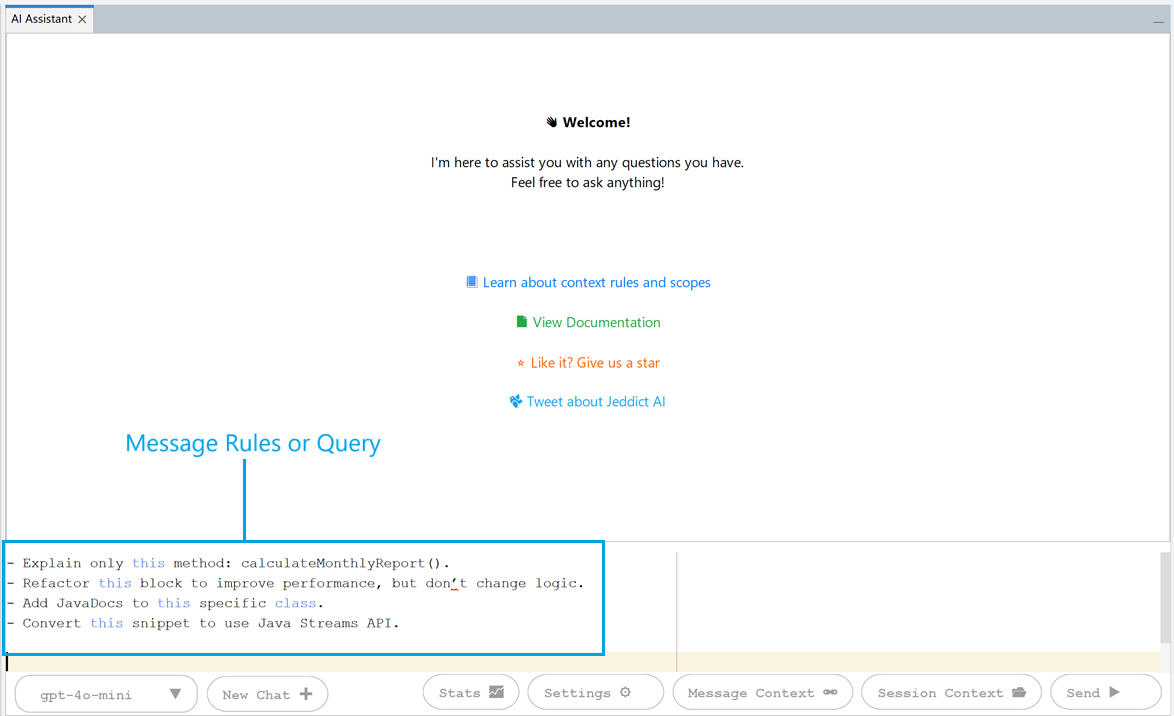 AI Assistant
Welcome!
I'm here to assist you with any questions you have.
Feel free to ask anything!
Learn about context rules and scopes
View Documentation
Like it? Give us a star
Tweet about Jeddict AI
Message Rules or Query
- Explain only this method: calculateMonthlyReport().
- Refactor this block to improve performance, but don’t change logic.
- Add JavaDocs to this specific class.
- Convert this snippet to use Java Streams API.
gpt-4o-mini New Chat Stats Settings Message Context Session Context Send